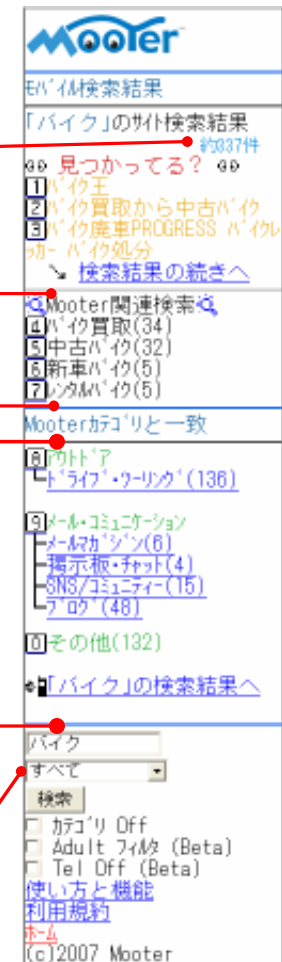 Mooter
ﾓﾊﾞｲﾙ検索結果
「バイク」のｻｲﾄ検索結果
約337件
見つかってる?
1ﾊﾞｲｸ王
2ﾊﾞｲｸ買取から中古ﾊﾞｲｸ
3ﾊﾞｲｸ廃車PROGRESS ﾊﾞｲｸﾚ
ｯｶｰ ﾊﾞｲｸ処分
検索結果の続きへ
Mooter関連検索
4ﾊﾞｲｸ買取(34)
5中古ﾊﾞｲｸ(32)
6新車ﾊﾞｲｸ(5)
7ﾚﾝﾀﾙﾊﾞｲｸ(5)
Mooterｶﾃｺﾞﾘと一致
8ｱｳﾄﾄﾞｱ
ﾄﾞﾗｲﾌﾞ・ﾂｰﾘﾝｸﾞ(136)
9ﾒｰﾙ・ｺﾐｭﾆｹｰｼｮﾝ
ﾒｰﾙﾏｶﾞｼﾞﾝ(6)
掲示板・ﾁｬｯﾄ(4)
SNS/ｺﾐｭﾆﾃｨｰ(15)
ﾌﾞﾛｸﾞ(48)
0その他(132)
「バイク」の検索結果へ
バイク
すべて
検索
ｶﾃｺﾞﾘ Off
Adult ﾌｨﾙﾀ (Beta)
Tel Off (Beta)
使い方と機能
利用規約
ﾎｰﾑ
(c)2007 Mooter